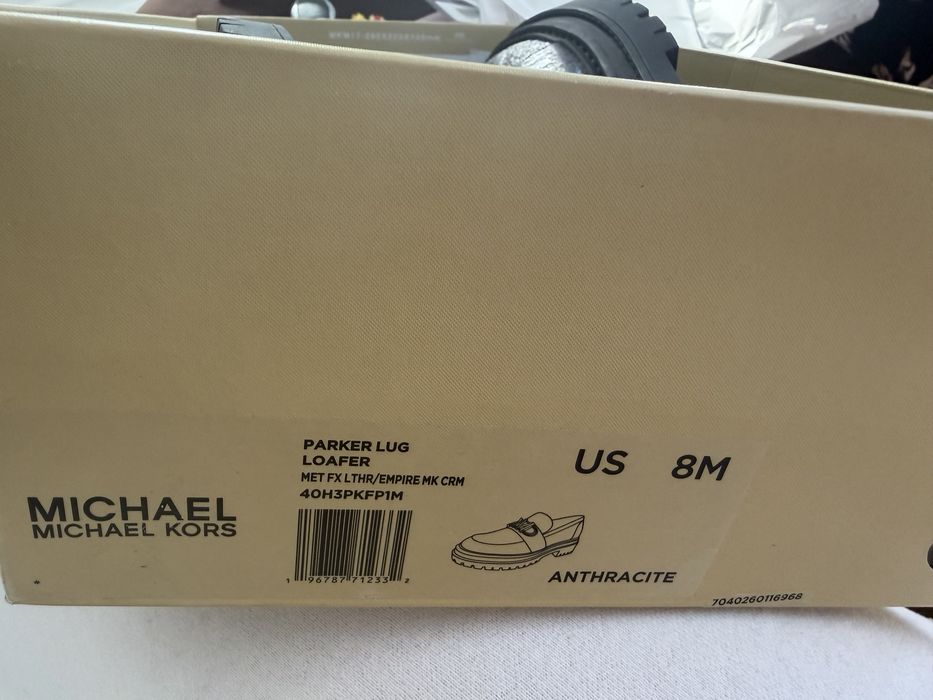 PARKER LUG
LOAFER
MET FX LTHR/EMPIRE MK CRM
40H3PKFP1M
US 8M
MICHAEL
MICHAEL KORS
1 96787 71233 2
ANTHRACITE
*
7040260116968